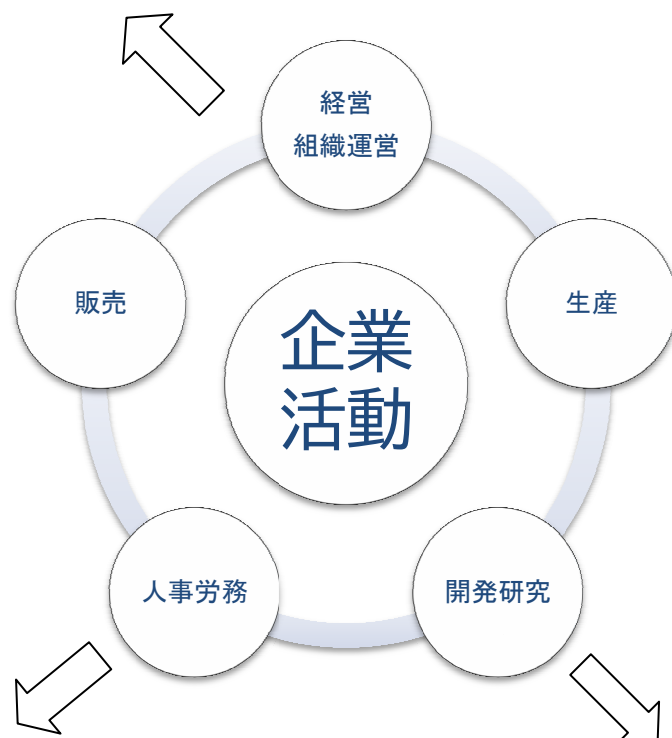 経営
組織運営
販売
生産
企業
活動
人事労務
開発研究